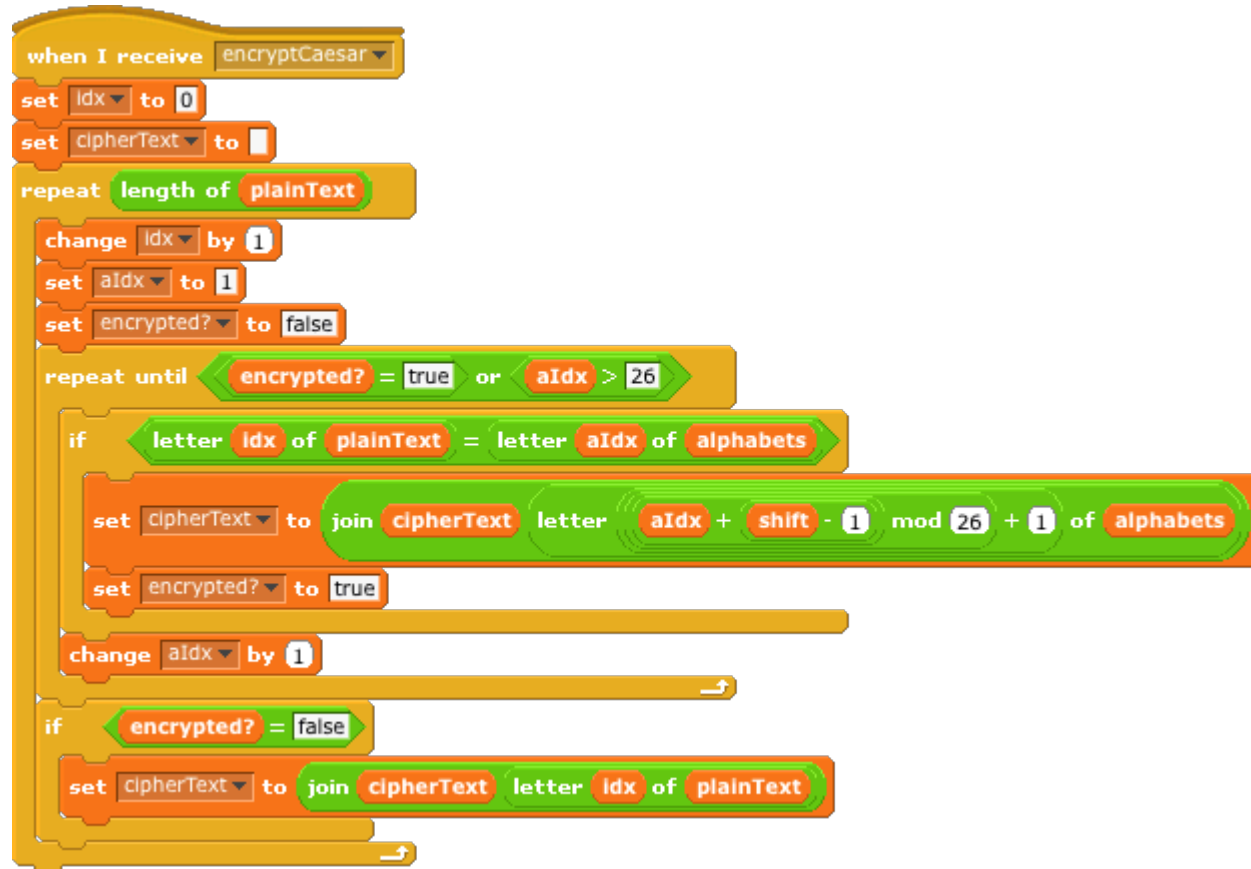 when I receive encryptCaesar
set idx to 0
set cipherText to
repeat length of plainText
change idx by 1
set aIdx to 1
set encrypted? to false
repeat until encrypted? = true or aIdx > 26
if letter idx of plainText = letter aIdx of alphabets
set cipherText to join cipherText letter aIdx + shift - 1 mod 26 + 1 of alphabets
set encrypted? to true
change aIdx by 1
if encrypted? = false
set cipherText to join cipherText letter idx of plainText